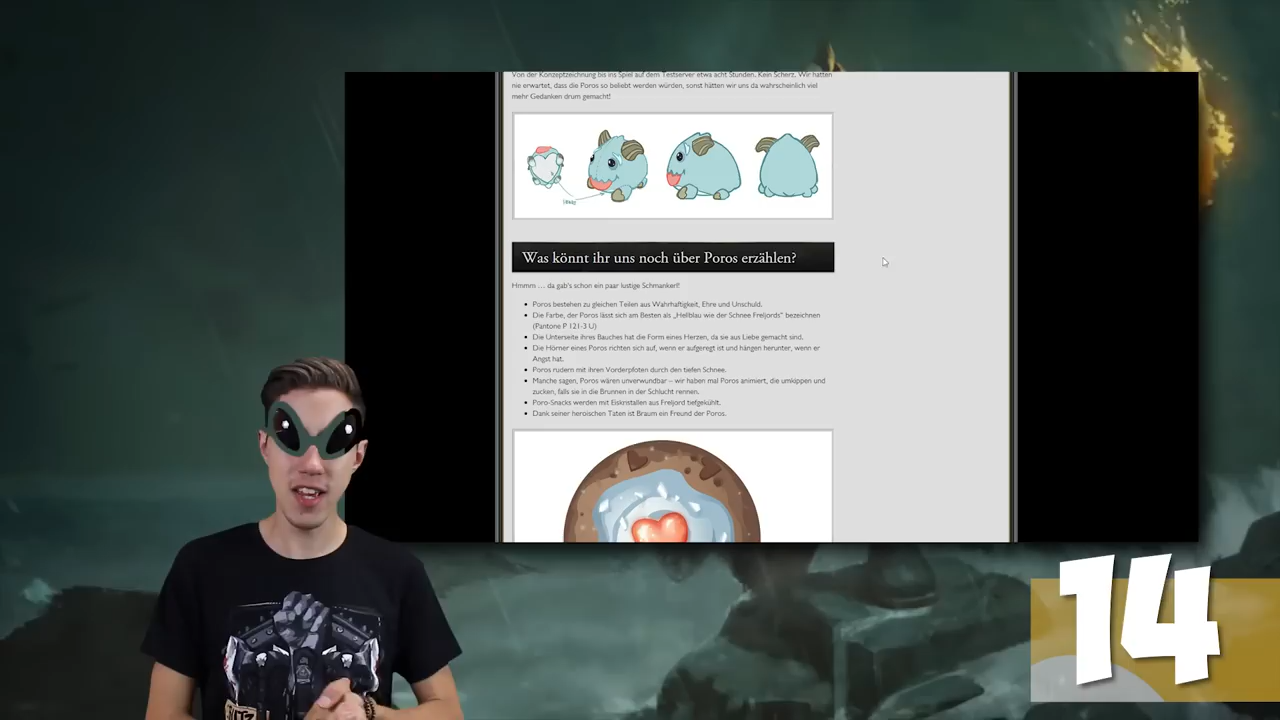 Von der Konzeptzeichnung bis ins Spiel auf dem Testserver etwa acht Stunden. Kein Scherz. Wir hatten
nie erwartet, dass die Poros so beliebt werden würden, sonst hätten wir uns da wahrscheinlich viel
mehr Gedanken drum gemacht!
Was könnt ihr uns noch über Poros erzählen?
Hmmm … da gab's schon ein paar lustige Schmankerl!
Poros bestehen zu gleichen Teilen aus Wahrhaftigkeit, Ehre und Unschuld.
Die Farbe, der Poros lässt sich am Besten als „Hellblau wie der Schnee Freljords“ bezeichnen
(Pantone P 121-3 U)
Die Unterseite ihres Bauches hat die Form eines Herzen, da sie aus Liebe gemacht sind.
Die Hörner eines Poros richten sich auf, wenn er aufgeregt ist und hängen herunter, wenn er
Angst hat.
Poros rudern mit ihren Vorderpfoten durch den tiefen Schnee.
Manche sagen, Poros wären unverwundbar – wir haben mal Poros animiert, die umkippen und
zucken, falls sie in die Brunnen in der Schlucht rennen.
Poro-Snacks werden mit Eiskristallen aus Freljord tiefgekühlt.
Dank seiner heroischen Taten ist Braum ein Freund der Poros.
14